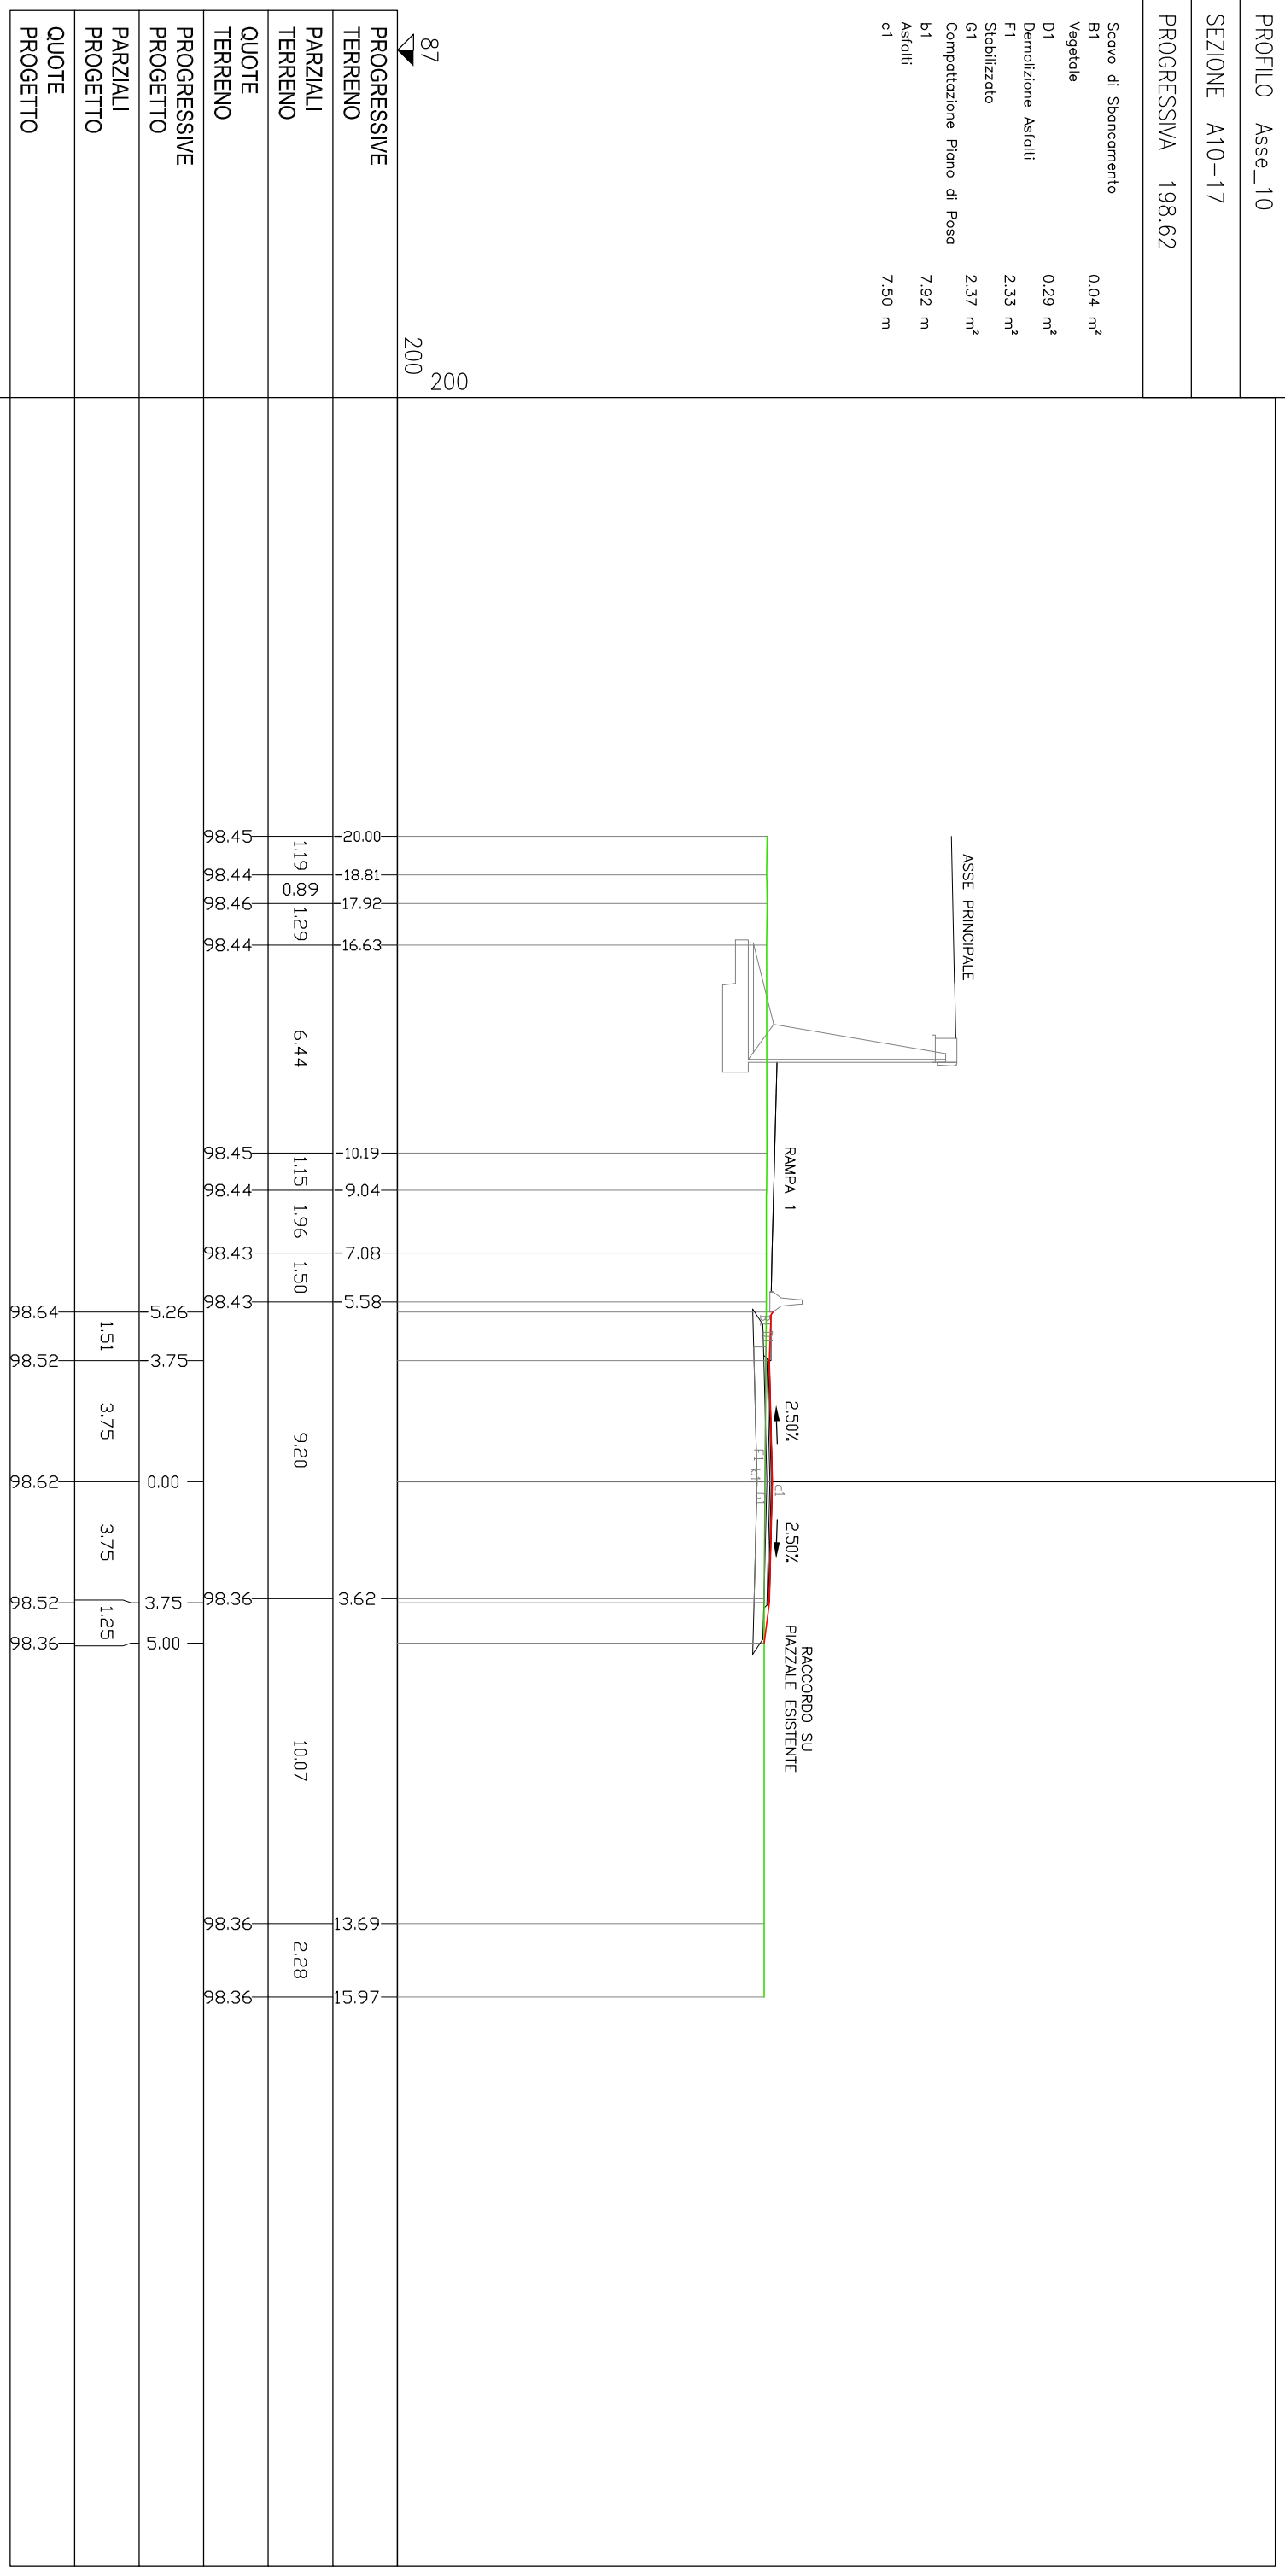 PROFILO Asse_10
SEZIONE A10-17
PROGRESSIVA 198.62
Scavo di Sbancamento
B1 0.04 m²
Vegetale
D1 0.29 m²
Demolizione Asfalti
F1 2.33 m²
Stabilizzato
G1 2.37 m²
Compattazione Piano di Posa
b1 7.92 m
Asfalti
c1 7.50 m
ASSE PRINCIPALE
RAMPA 1
2.50%
2.50%
RACCORDO SU
PIAZZALE ESISTENTE
c1
F1 b1 G1
200
200
87
PROGRESSIVE
TERRENO
-20.00 -18.81 -17.92 -16.63 -10.19 -9.04 -7.08 -5.58 3.62 13.69 15.97
PARZIALI
TERRENO
1.19 0.89 1.29 6.44 1.15 1.96 1.50 9.20 10.07 2.28
QUOTE
TERRENO
98.45 98.44 98.46 98.44 98.45 98.44 98.43 98.43 98.36 98.36 98.36
PROGRESSIVE
PROGETTO
-5.26 -3.75 0.00 3.75 5.00
PARZIALI
PROGETTO
1.51 3.75 3.75 1.25
QUOTE
PROGETTO
98.64 98.52 98.62 98.52 98.36